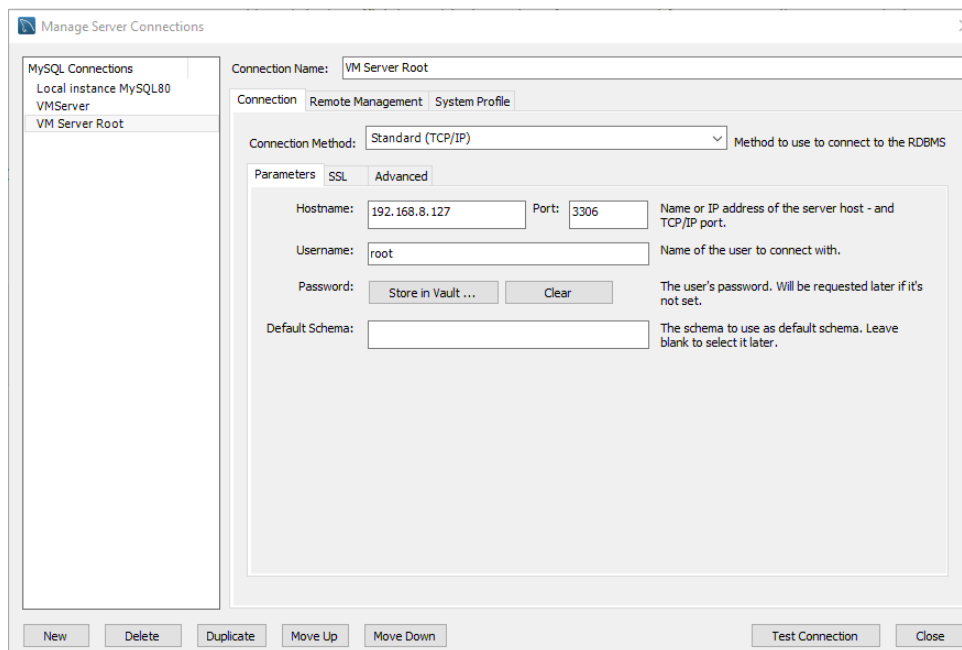 Manage Server Connections
MySQL Connections
Local instance MySQL80
VMServer
VM Server Root
Connection Name: VM Server Root
Connection Remote Management System Profile
Connection Method: Standard (TCP/IP) Method to use to connect to the RDBMS
Parameters SSL Advanced
Hostname: 192.168.8.127 Port: 3306 Name or IP address of the server host - and
TCP/IP port.
Username: root Name of the user to connect with.
Password: Store in Vault ... Clear The user's password. Will be requested later if it's
not set.
Default Schema: The schema to use as default schema. Leave
blank to select it later.
New Delete Duplicate Move Up Move Down Test Connection Close